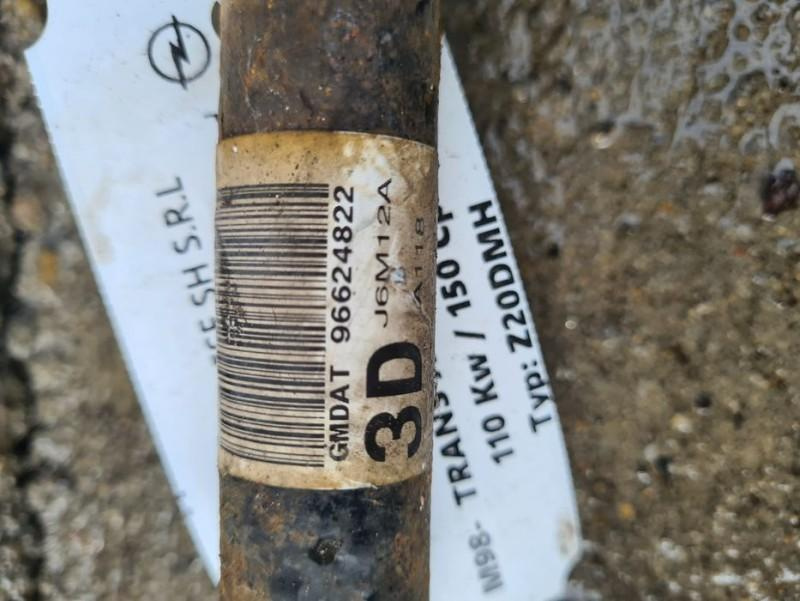 GMDAT 96624822
3D J6M12A
A118
SH S.R.L
M98- TRANS
110 Kw / 150 CP
Typ: Z20DMH